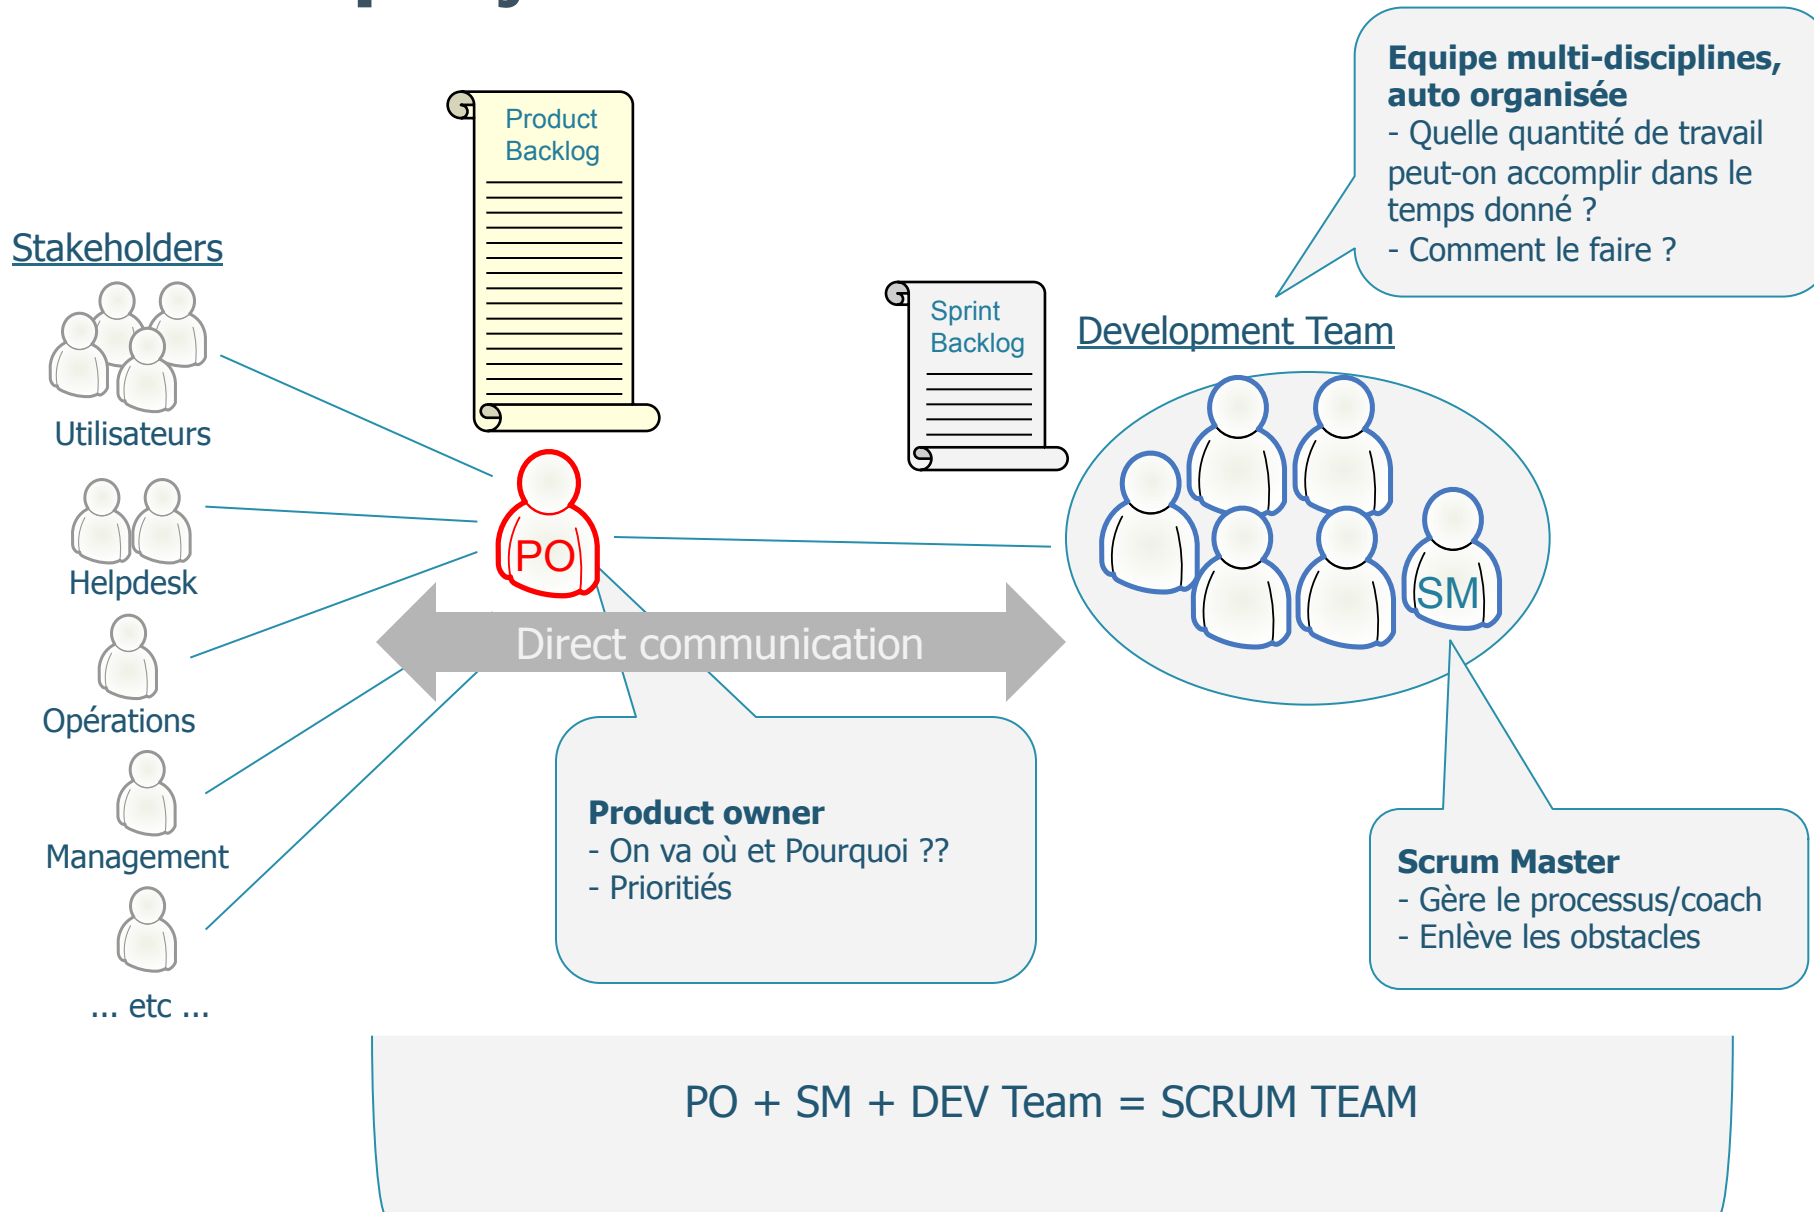 Product
Backlog
Stakeholders
Utilisateurs
Helpdesk
Opérations
Management
... etc ...
PO
Direct communication
Product owner
- On va où et Pourquoi ??
- Prioritiés
Sprint
Backlog
Development Team
Equipe multi-disciplines,
auto organisée
- Quelle quantité de travail
peut-on accomplir dans le
temps donné ?
- Comment le faire ?
SM
Scrum Master
- Gère le processus/coach
- Enlève les obstacles
PO + SM + DEV Team = SCRUM TEAM